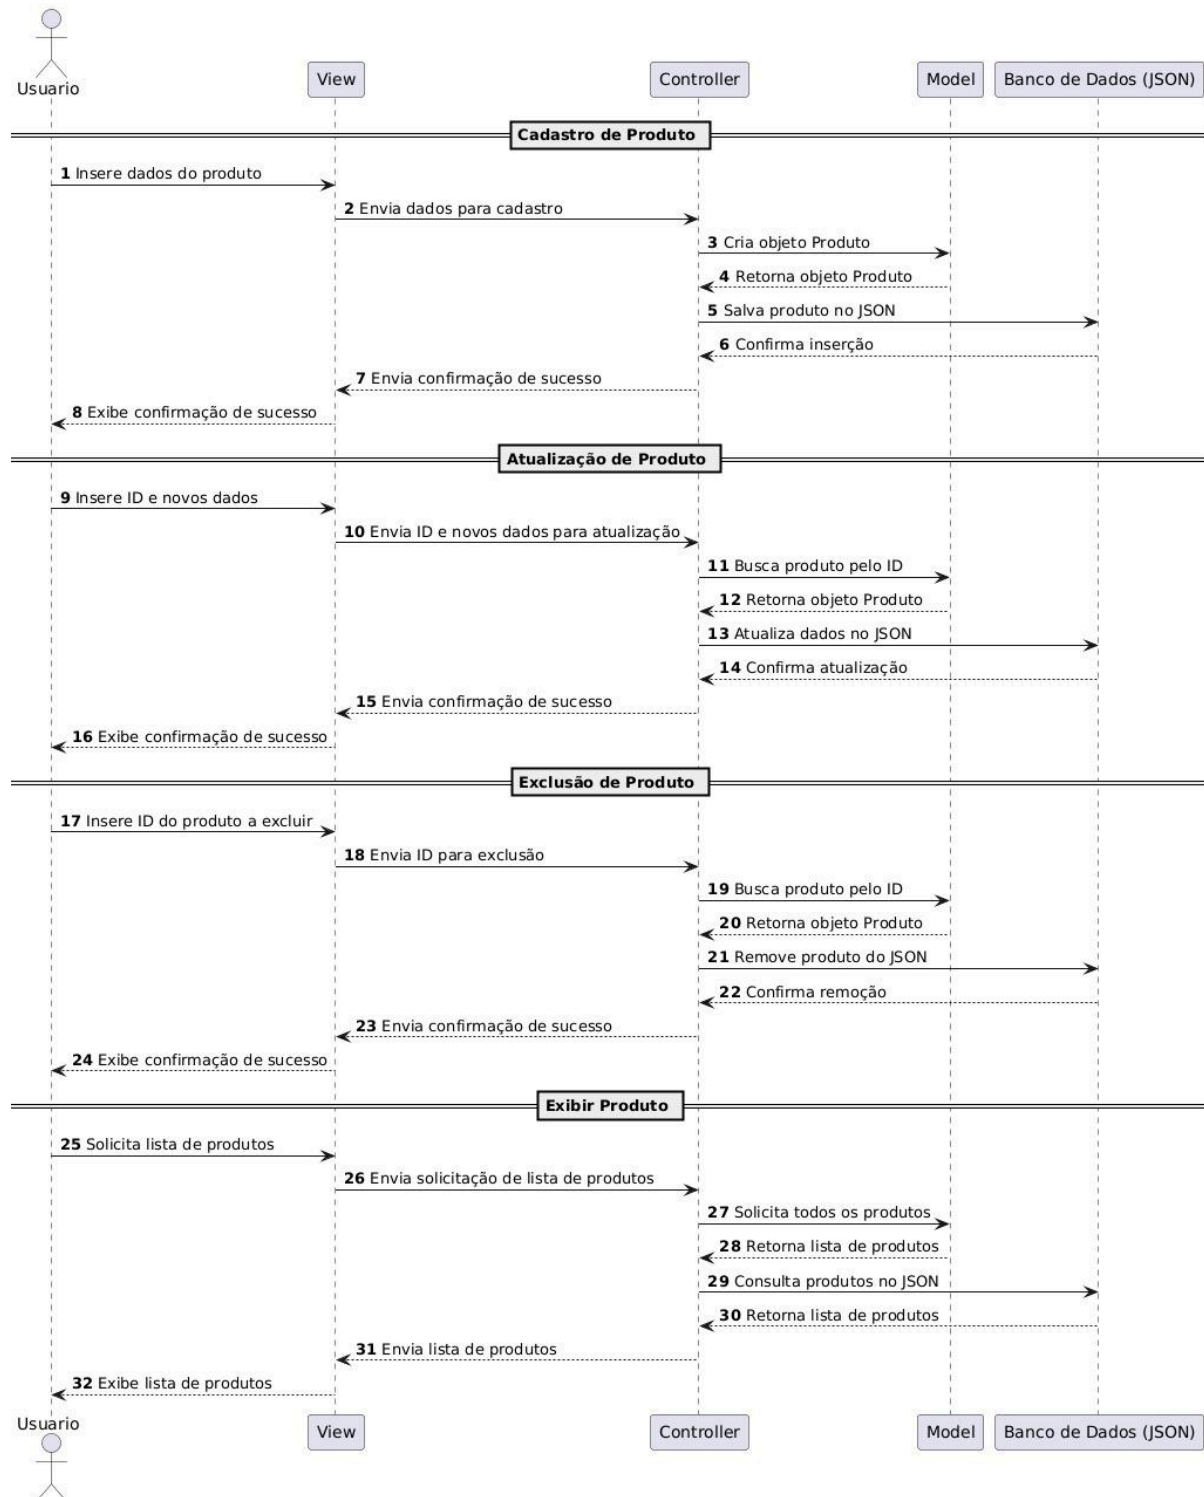 Usuario
View
Controller
Model
Banco de Dados (JSON)
Cadastro de Produto
1 Insere dados do produto
2 Envia dados para cadastro
3 Cria objeto Produto
4 Retorna objeto Produto
5 Salva produto no JSON
6 Confirma inserção
7 Envia confirmação de sucesso
8 Exibe confirmação de sucesso
Atualização de Produto
9 Insere ID e novos dados
10 Envia ID e novos dados para atualização
11 Busca produto pelo ID
12 Retorna objeto Produto
13 Atualiza dados no JSON
14 Confirma atualização
15 Envia confirmação de sucesso
16 Exibe confirmação de sucesso
Exclusão de Produto
17 Insere ID do produto a excluir
18 Envia ID para exclusão
19 Busca produto pelo ID
20 Retorna objeto Produto
21 Remove produto do JSON
22 Confirma remoção
23 Envia confirmação de sucesso
24 Exibe confirmação de sucesso
Exibir Produto
25 Solicita lista de produtos
26 Envia solicitação de lista de produtos
27 Solicita todos os produtos
28 Retorna lista de produtos
29 Consulta produtos no JSON
30 Retorna lista de produtos
31 Envia lista de produtos
32 Exibe lista de produtos
Usuario
View
Controller
Model
Banco de Dados (JSON)